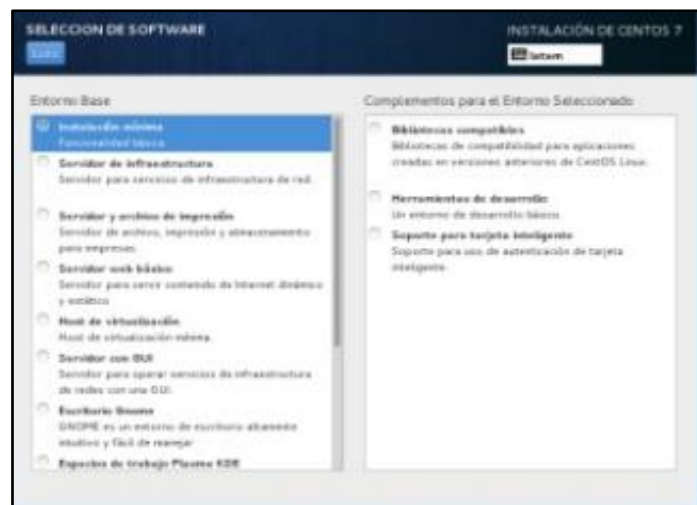 SELECCION DE SOFTWARE
INSTALACIÓN DE CENTOS 7
Listo
latam
Entorno Base
Instalación mínima
Funcionalidad básica.
Servidor de infraestructura
Servidor para servicios de infraestructura de red.
Servidor y archivo de impresión
Servidor de archivo, impresión y almacenamiento
para empresas.
Servidor web básico
Servidor para servir contenido de Internet dinámico
y estático
Host de virtualización
Host de virtualización mínima.
Servidor con GUI
Servidor para operar servicios de infraestructura
de redes con una GUI.
Escritorio Gnome
GNOME es un entorno de escritorio altamente
intuitivo y fácil de manejar
Espacios de trabajo Plasma KDE
Complementos para el Entorno Seleccionado
Bibliotecas compatibles
Bibliotecas de compatibilidad para aplicaciones
creadas en versiones anteriores de CentOS Linux.
Herramientas de desarrollo
Un entorno de desarrollo básico.
Soporte para tarjeta inteligente
Soporte para uso de autenticación de tarjeta
inteligente.